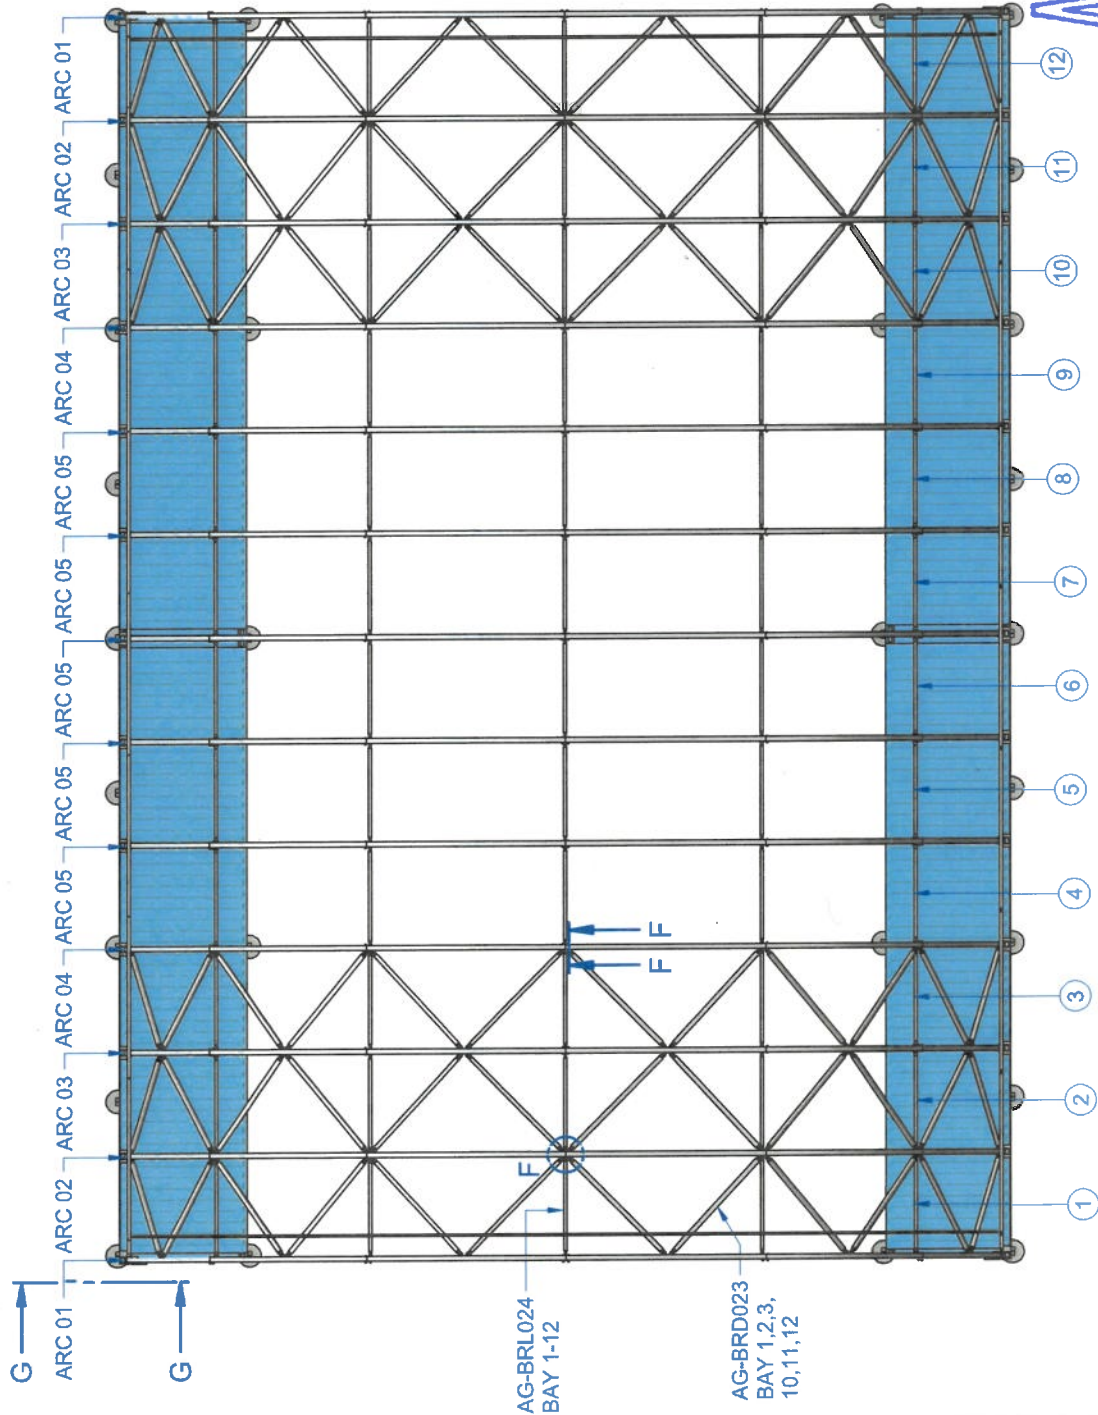 G
G
ARC 01
ARC 02
ARC 03
ARC 04
ARC 05
ARC 05
ARC 05
ARC 05
ARC 05
ARC 04
ARC 03
ARC 02
ARC 01
F
F
F
AG-BRL024
BAY 1-12
AG-BRD023
BAY 1,2,3,
10,11,12
1
2
3
4
5
6
7
8
9
10
11
12